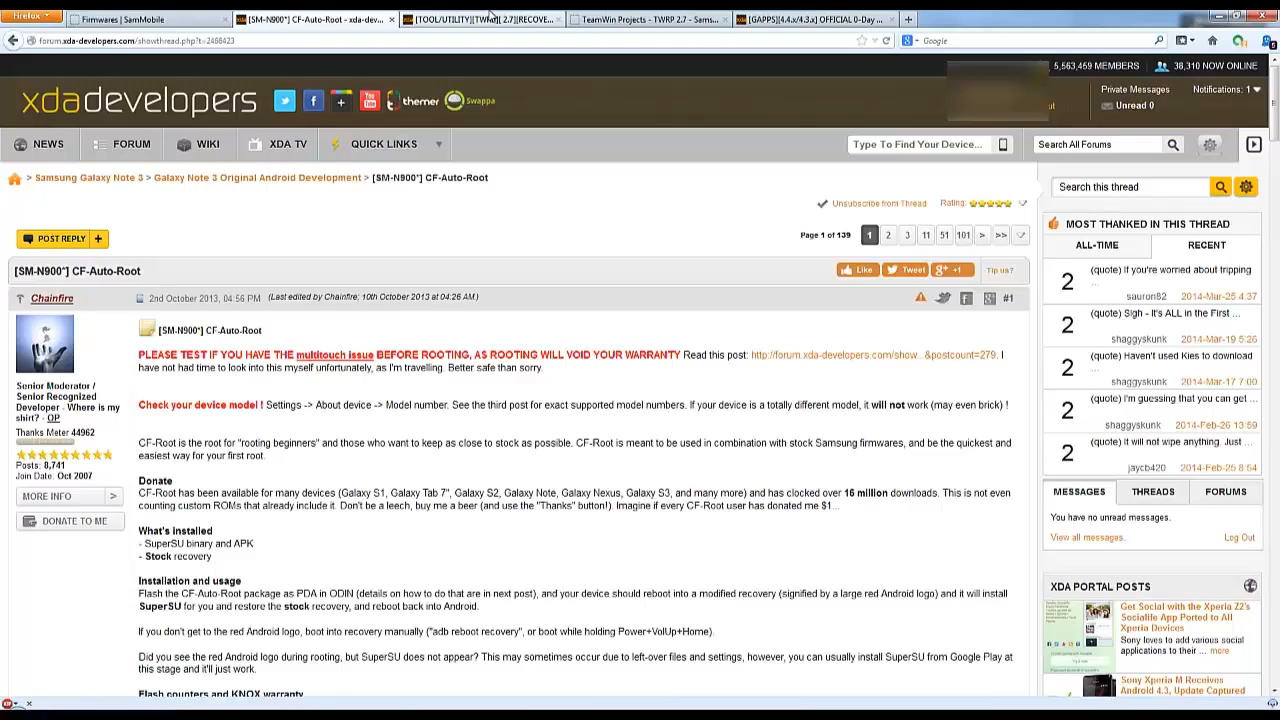 Firefox
Firmwares | SamMobile
[SM-N900*] CF-Auto-Root - xda-dev...
[TOOL/UTILITY][TWRP][ 2.7][RECOVE...
TeamWin Projects - TWRP 2.7 - Sams...
[GAPPS][4.4.x/4.3.x] OFFICIAL 0-Day ...
forum.xda-developers.com/showthread.php?t=2468423
Google
5,563,459 MEMBERS
38,310 NOW ONLINE
xdadevelopers
themer
Swappa
Private Messages
Unread 0
Notifications: 1
NEWS
FORUM
WIKI
XDA TV
QUICK LINKS
Type To Find Your Device...
Search All Forums
> Samsung Galaxy Note 3 > Galaxy Note 3 Original Android Development > [SM-N900*] CF-Auto-Root
Search this thread
Unsubscribe from Thread
Rating:
POST REPLY +
Page 1 of 139
1 2 3 11 51 101 > >>
MOST THANKED IN THIS THREAD
ALL-TIME
RECENT
[SM-N900*] CF-Auto-Root
Like
Tweet
+1
Tip us?
Chainfire
2nd October 2013, 04:56 PM (Last edited by Chainfire; 10th October 2013 at 04:26 AM.)
#1
Senior Moderator /
Senior Recognized
Developer - Where is my
shirt? - OP
Thanks Meter 44962
Posts: 8,741
Join Date: Oct 2007
MORE INFO >
DONATE TO ME
[SM-N900*] CF-Auto-Root
PLEASE TEST IF YOU HAVE THE multitouch issue BEFORE ROOTING, AS ROOTING WILL VOID YOUR WARRANTY Read this post: http://forum.xda-developers.com/show...&postcount=279. I
have not had time to look into this myself unfortunately, as I'm travelling. Better safe than sorry.
Check your device model ! Settings -> About device -> Model number. See the third post for exact supported model numbers. If your device is a totally different model, it will not work (may even brick) !
CF-Root is the root for "rooting beginners" and those who want to keep as close to stock as possible. CF-Root is meant to be used in combination with stock Samsung firmwares, and be the quickest and
easiest way for your first root.
Donate
CF-Root has been available for many devices (Galaxy S1, Galaxy Tab 7", Galaxy S2, Galaxy Note, Galaxy Nexus, Galaxy S3, and many more) and has clocked over 16 million downloads. This is not even
counting custom ROMs that already include it. Don't be a leech, buy me a beer (and use the "Thanks" button!). Imagine if every CF-Root user has donated me $1...
What's installed
- SuperSU binary and APK
- Stock recovery
Installation and usage
Flash the CF-Auto-Root package as PDA in ODIN (details on how to do that are in next post), and your device should reboot into a modified recovery (signified by a large red Android logo) and it will install
SuperSU for you and restore the stock recovery, and reboot back into Android.
If you don't get to the red Android logo, boot into recovery manually ("adb reboot recovery", or boot while holding Power+VolUp+Home).
Did you see the red Android logo during rooting, but SuperSU does not appear? This may sometimes occur due to left-over files and settings, however, you can usually install SuperSU from Google Play at
this stage and it'll just work.
Flash counters and KNOX warranty
2
(quote) If you're worried about tripping
...
sauron82 2014-Mar-25 4:37
2
(quote) Sigh - It's ALL in the First ...
shaggyskunk 2014-Mar-19 5:26
2
(quote) Haven't used Kies to download
...
shaggyskunk 2014-Mar-17 7:00
2
(quote) I'm guessing that you can get ...
shaggyskunk 2014-Feb-26 13:59
2
(quote) It will not wipe anything. Just ...
jaycb420 2014-Feb-25 8:54
MESSAGES
THREADS
FORUMS
You have no unread messages.
View all messages.
Log Out
XDA PORTAL POSTS
Get Social with the Xperia Z2's
Socialife App Ported to All
Xperia Devices
Sony loves to add various social
applications to their ... more
Sony Xperia M Receives
Android 4.3, Update Captured